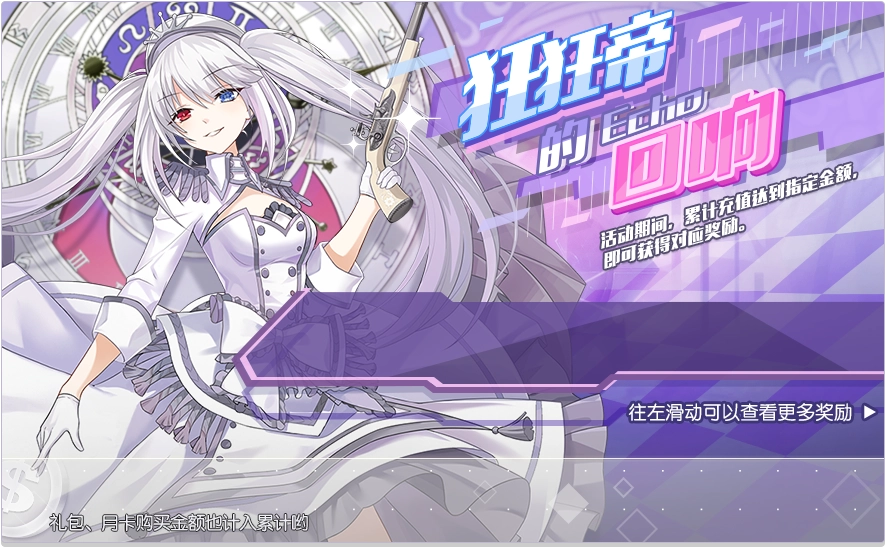 狂狂帝
的 Echo
回响
活动期间，累计充值达到指定金额，
即可获得对应奖励。
往左滑动可以查看更多奖励
礼包、月卡购买金额也计入累计哟